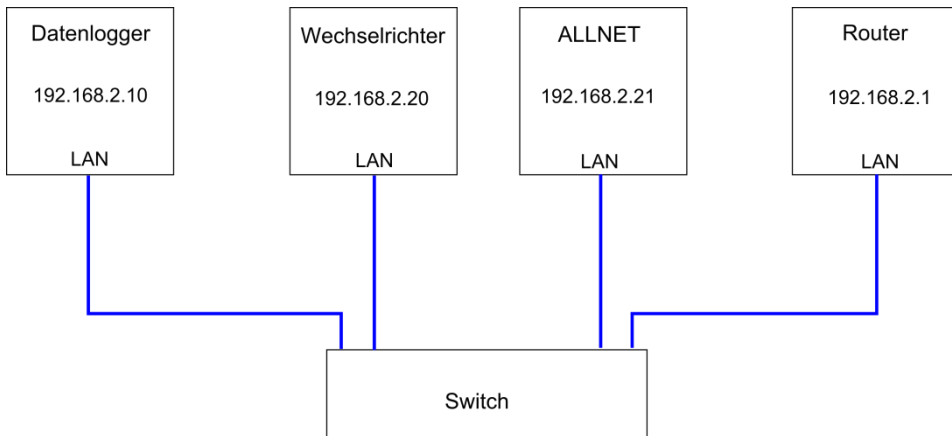 Datenlogger
192.168.2.10
LAN
Wechselrichter
192.168.2.20
LAN
ALLNET
192.168.2.21
LAN
Router
192.168.2.1
LAN
Switch